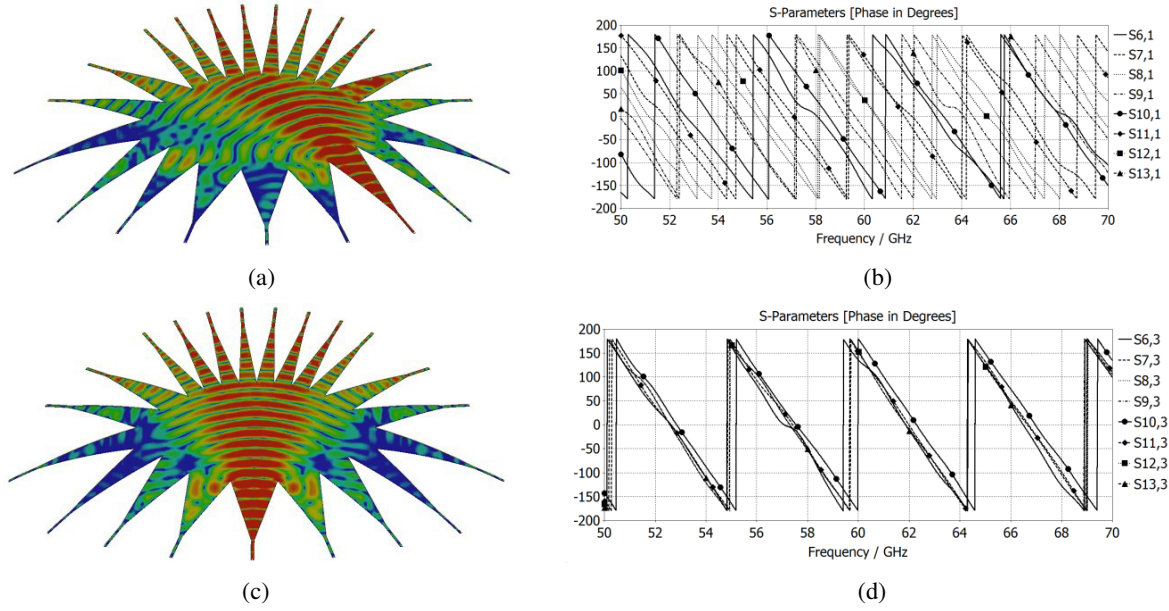 S-Parameters [Phase in Degrees]
200
150
100
50
0
-50
-100
-150
-200
50 52 54 56 58 60 62 64 66 68 70
Frequency / GHz
S6,1
S7,1
S8,1
S9,1
S10,1
S11,1
S12,1
S13,1
(a)
(b)
S-Parameters [Phase in Degrees]
200
150
100
50
0
-50
-100
-150
-200
50 52 54 56 58 60 62 64 66 68 70
Frequency / GHz
S6,3
S7,3
S8,3
S9,3
S10,3
S11,3
S12,3
S13,3
(c)
(d)